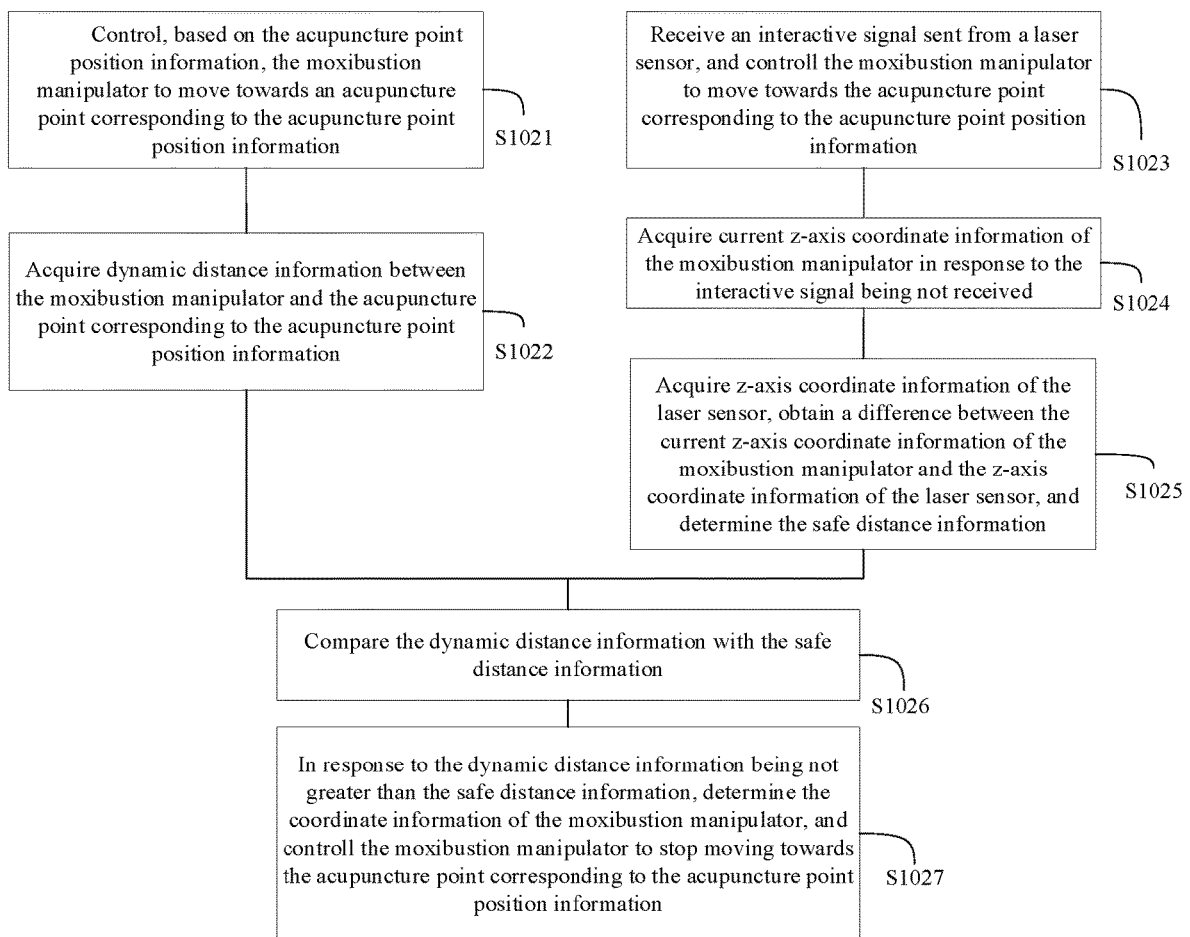 Control, based on the acupuncture point
position information, the moxibustion
manipulator to move towards an acupuncture
point corresponding to the acupuncture point
position information
S1021
Acquire dynamic distance information between
the moxibustion manipulator and the acupuncture
point corresponding to the acupuncture point
position information
S1022
Receive an interactive signal sent from a laser
sensor, and controll the moxibustion manipulator
to move towards the acupuncture point
corresponding to the acupuncture point position
information
S1023
Acquire current z-axis coordinate information of
the moxibustion manipulator in response to the
interactive signal being not received
S1024
Acquire z-axis coordinate information of the
laser sensor, obtain a difference between the
current z-axis coordinate information of the
moxibustion manipulator and the z-axis
coordinate information of the laser sensor, and
determine the safe distance information
S1025
Compare the dynamic distance information with the safe
distance information
S1026
In response to the dynamic distance information being not
greater than the safe distance information, determine the
coordinate information of the moxibustion manipulator, and
controll the moxibustion manipulator to stop moving towards
the acupuncture point corresponding to the acupuncture point
position information
S1027